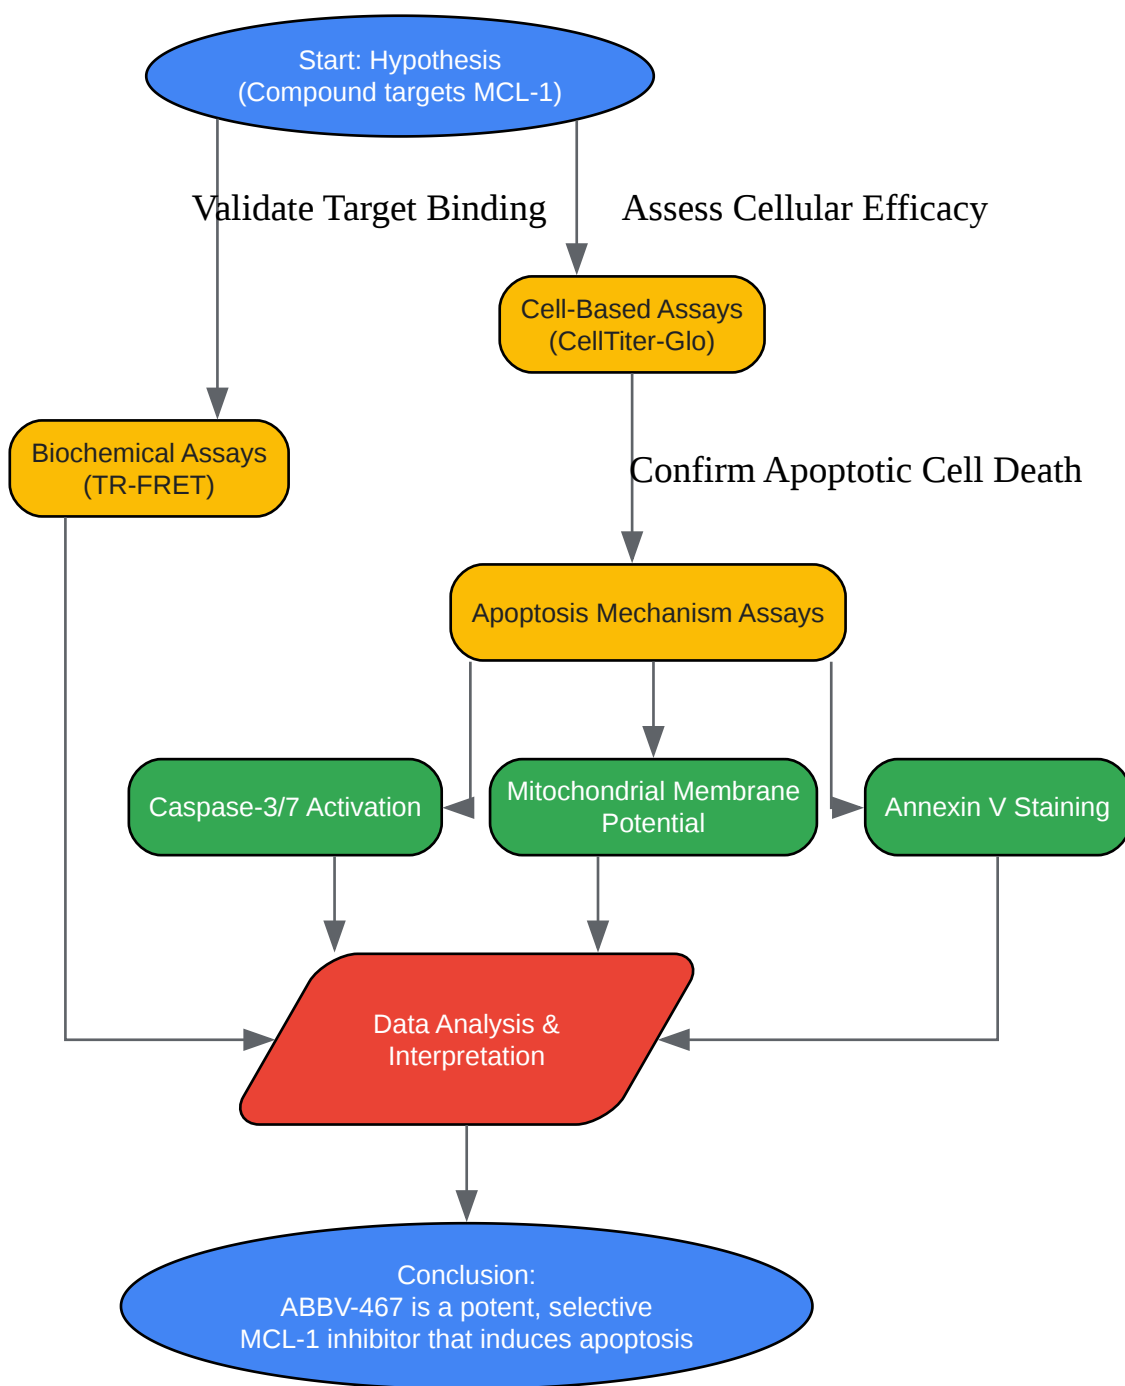 Start: Hypothesis
(Compound targets MCL-1)
Validate Target Binding
Assess Cellular Efficacy
Cell-Based Assays
(CellTiter-Glo)
Biochemical Assays
(TR-FRET)
Confirm Apoptotic Cell Death
Apoptosis Mechanism Assays
Caspase-3/7 Activation
Mitochondrial Membrane
Potential
Annexin V Staining
Data Analysis &
Interpretation
Conclusion:
ABBV-467 is a potent, selective
MCL-1 inhibitor that induces apoptosis